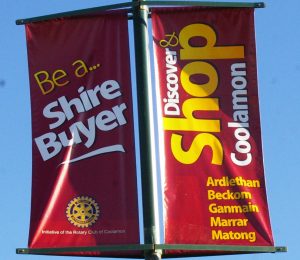 Be a...
Shire
Buyer
Initiative of the Rotary Club of Coolamon
Discover
&
Shop
Coolamon
Ardlethan
Beckom
Ganmain
Marrar
Matong